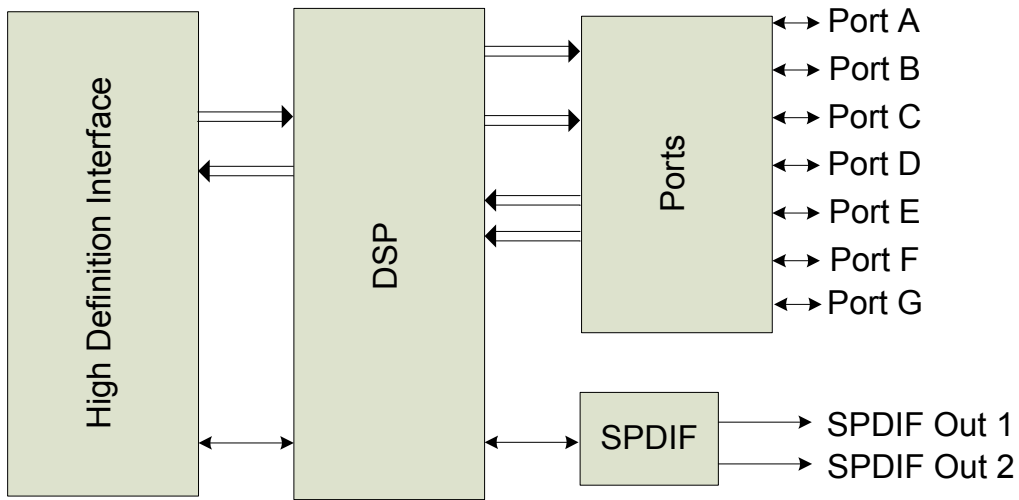 High Definition Interface
DSP
Ports
Port A
Port B
Port C
Port D
Port E
Port F
Port G
SPDIF
SPDIF Out 1
SPDIF Out 2